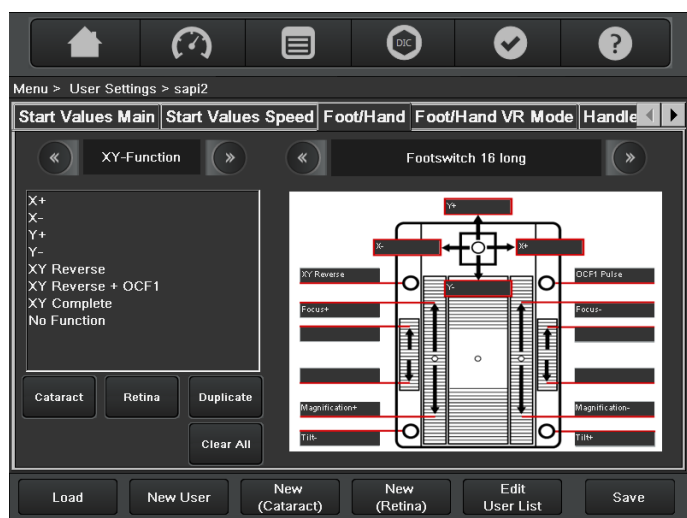 DIC
?
Menu > User Settings > sapi2
Start Values Main Start Values Speed Foot/Hand Foot/Hand VR Mode Handle
« XY-Function » « Footswitch 16 long »
X+
X-
Y+
Y-
XY Reverse
XY Reverse + OCF1
XY Complete
No Function
Cataract Retina Duplicate
Clear All
Y+
X- X+
XY Reverse Y- OCF1 Pulse
Focus+ Focus-
Magnification+ Magnification-
Tilt- Tilt+
Load New User New (Cataract) New (Retina) Edit User List Save